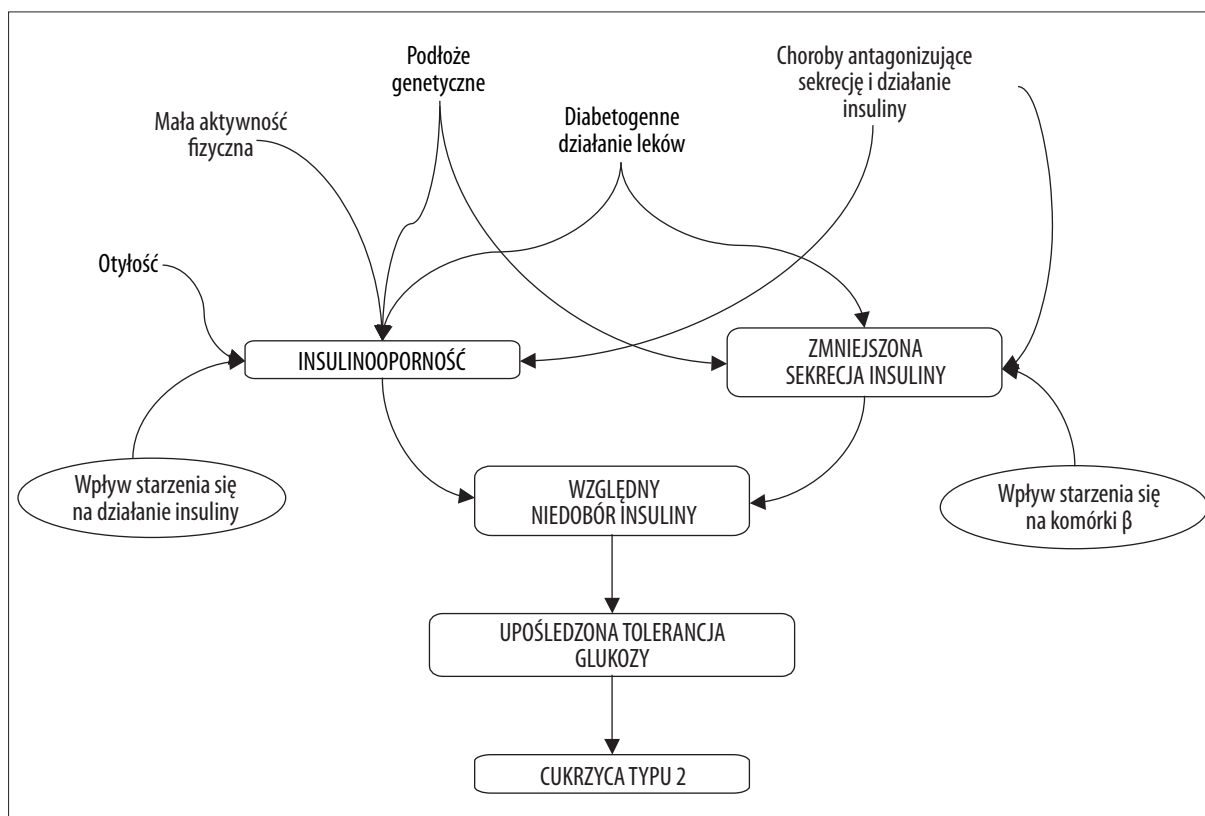 Podłoże
genetyczne
Choroby antagonizujące
sekrecję i działanie
insuliny
Mała aktywność
fizyczna
Diabetogenne
działanie leków
Otyłość
INSULINOOPORNOŚĆ
ZMNIEJSZONA
SEKRECJA INSULINY
Wpływ starzenia się
na działanie insuliny
WZGLĘDNY
NIEDOBÓR INSULINY
Wpływ starzenia się
na komórki β
UPOŚLEDZONA TOLERANCJA
GLUKOZY
CUKRZYCA TYPU 2